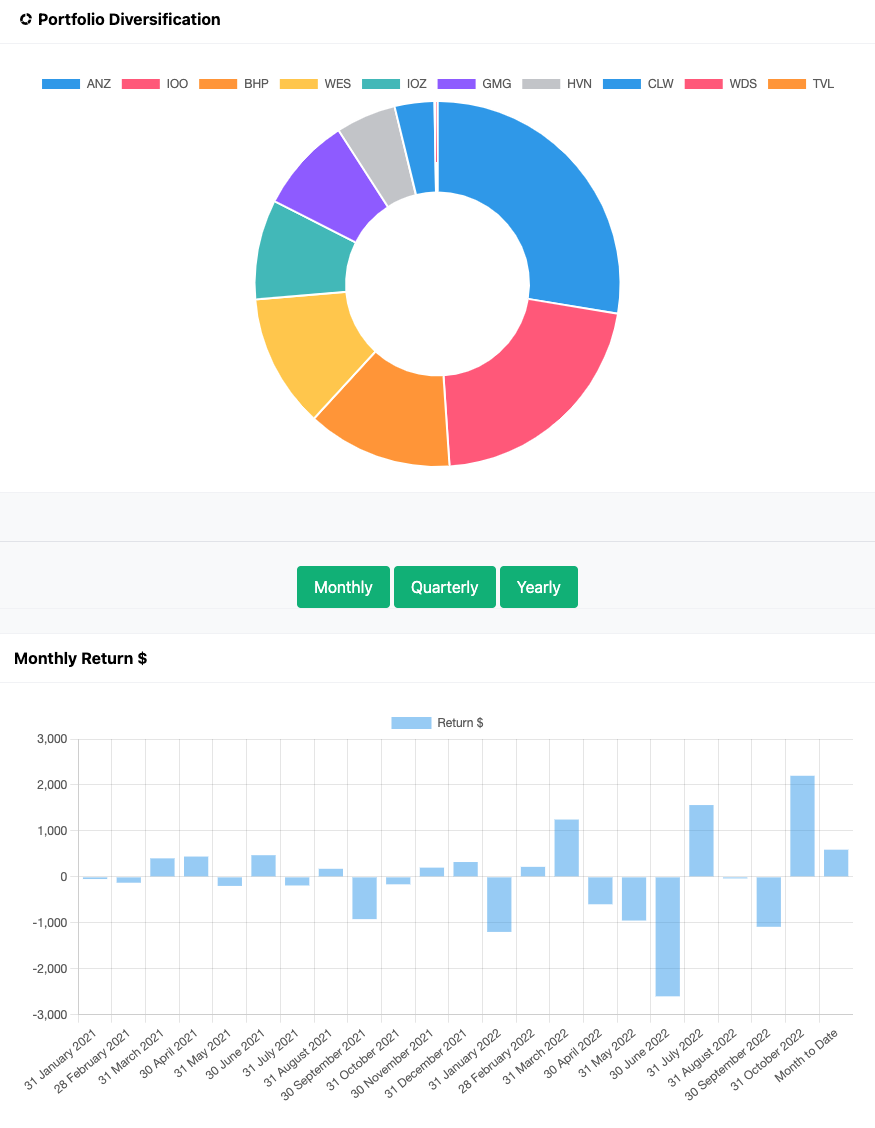 Portfolio Diversification
ANZ IOO BHP WES IOZ GMG HVN CLW WDS TVL
Monthly Quarterly Yearly
Monthly Return $
Return $
3,000
2,000
1,000
0
-1,000
-2,000
-3,000
31 January 2021
28 February 2021
31 March 2021
30 April 2021
31 May 2021
30 June 2021
31 July 2021
31 August 2021
30 September 2021
31 October 2021
30 November 2021
31 December 2021
31 January 2022
28 February 2022
31 March 2022
30 April 2022
31 May 2022
30 June 2022
31 July 2022
31 August 2022
30 September 2022
31 October 2022
Month to Date